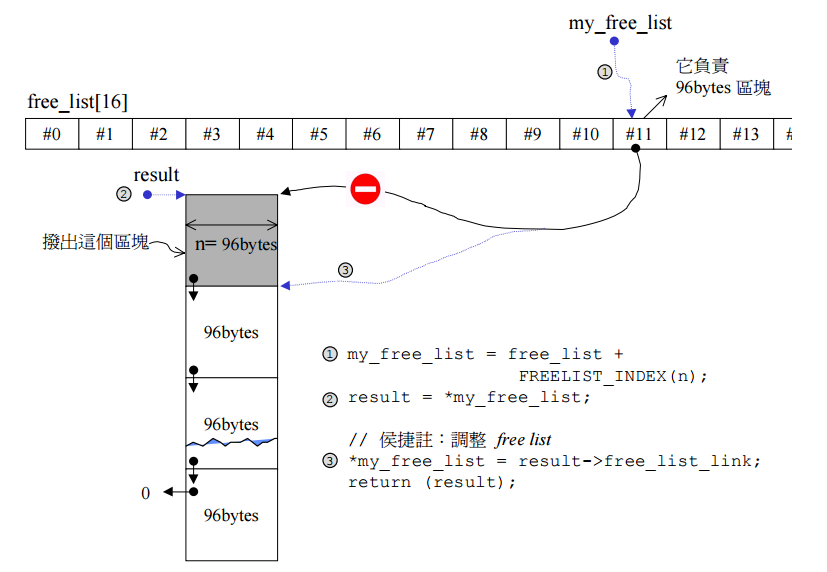 my_free_list
①
它負責
96bytes 區塊
free_list[16]
#0 #1 #2 #3 #4 #5 #6 #7 #8 #9 #10 #11 #12 #13
result
②
撥出這個區塊
n= 96bytes
③
96bytes
96bytes
0
96bytes
① my_free_list = free_list +
FREELIST_INDEX(n);
② result = *my_free_list;
// 侯捷註：調整 free list
③ *my_free_list = result->free_list_link;
return (result);